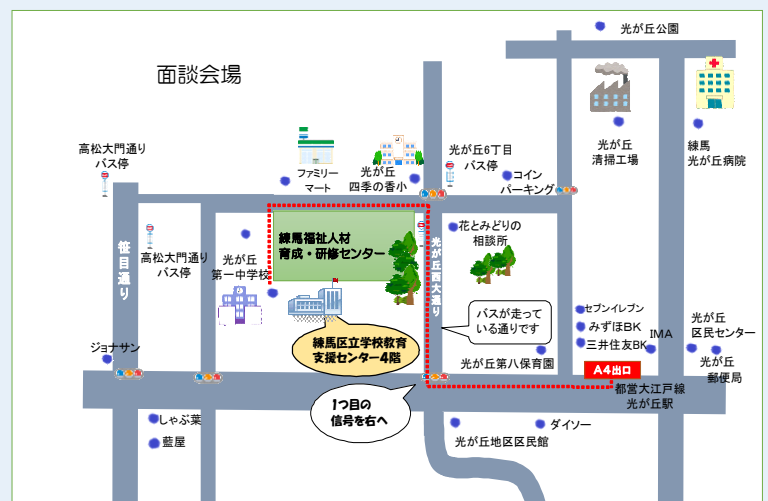 光が丘公園
面談会場
高松大門通り
バス停
ファミリー
マート
光が丘
四季の香小
光が丘6丁目
バス停
コイン
パーキング
光が丘
清掃工場
練馬
光が丘病院
笹目通り
高松大門通り
バス停
光が丘
第一中学校
練馬福祉人材
育成・研修センター
光が丘西大通り
花とみどりの
相談所
バスが走って
いる通りです
セブンイレブン
みずほBK
三井住友BK
IMA
光が丘
区民センター
光が丘
郵便局
ジョナサン
練馬区立学校教育
支援センター4階
光が丘第八保育園
A4出口
都営大江戸線
光が丘駅
1つ目の
信号を右へ
しゃぶ葉
藍屋
光が丘地区区民館
ダイソー